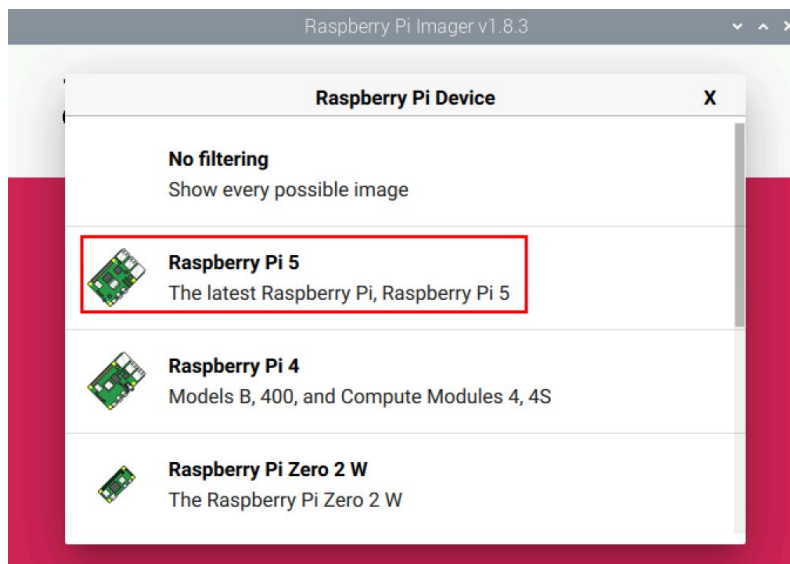 Raspberry Pi Imager v1.8.3
Raspberry Pi Device
X
No filtering
Show every possible image
Raspberry Pi 5
The latest Raspberry Pi, Raspberry Pi 5
Raspberry Pi 4
Models B, 400, and Compute Modules 4, 4S
Raspberry Pi Zero 2 W
The Raspberry Pi Zero 2 W